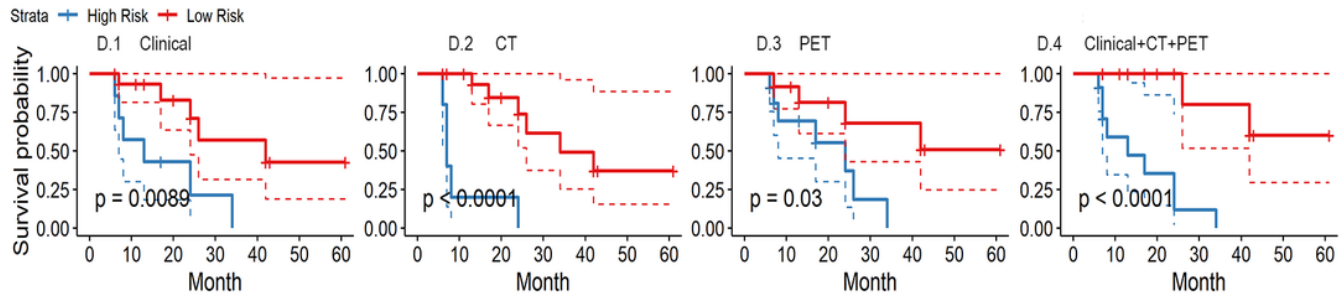 Strata High Risk Low Risk
D.1 Clinical
D.2 CT
D.3 PET
D.4 Clinical+CT+PET
Survival probability
1.00
0.75
0.50
0.25
0.00
p = 0.0089
0 10 20 30 40 50 60
Month
1.00
0.75
0.50
0.25
0.00
p < 0.0001
0 10 20 30 40 50 60
Month
1.00
0.75
0.50
0.25
0.00
p = 0.03
0 10 20 30 40 50 60
Month
1.00
0.75
0.50
0.25
0.00
p < 0.0001
0 10 20 30 40 50 60
Month